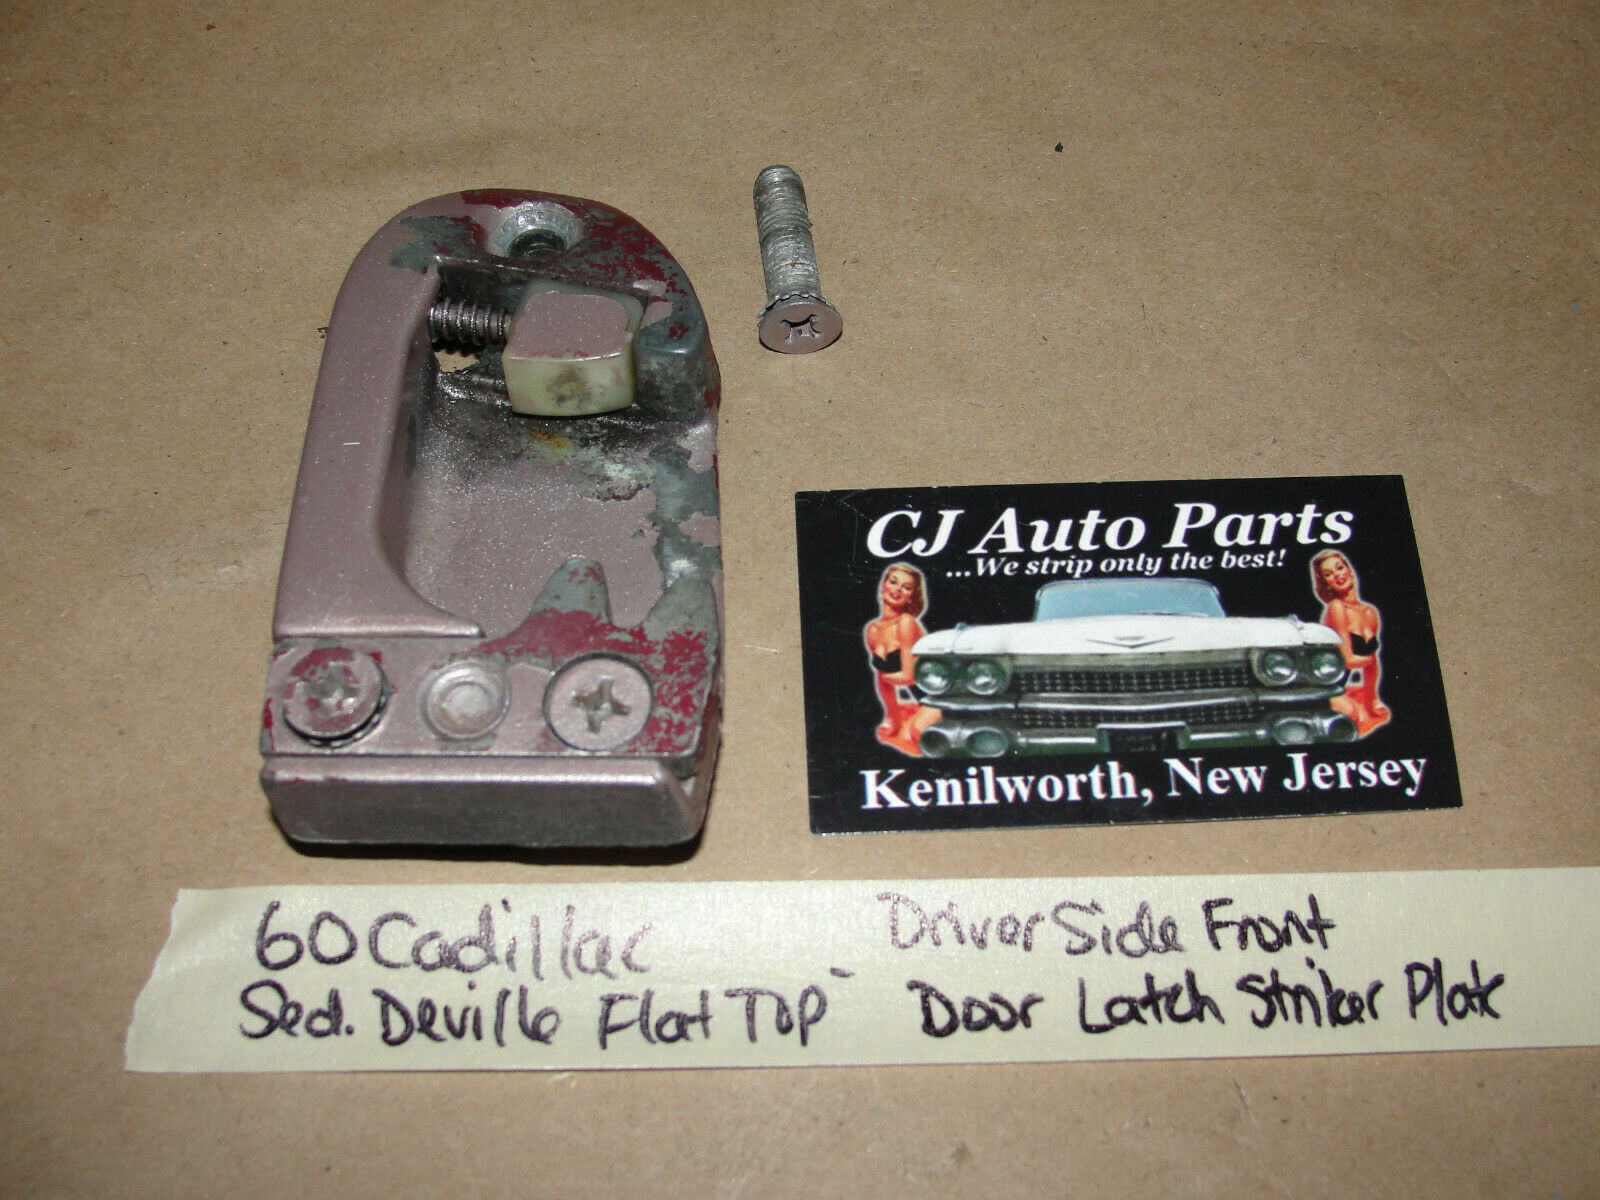 CJ Auto Parts
...We strip only the best!
Kenilworth, New Jersey
60 Cadillac Driver Side Front
Sed. Deville Flat Top Door Latch Striker Plate